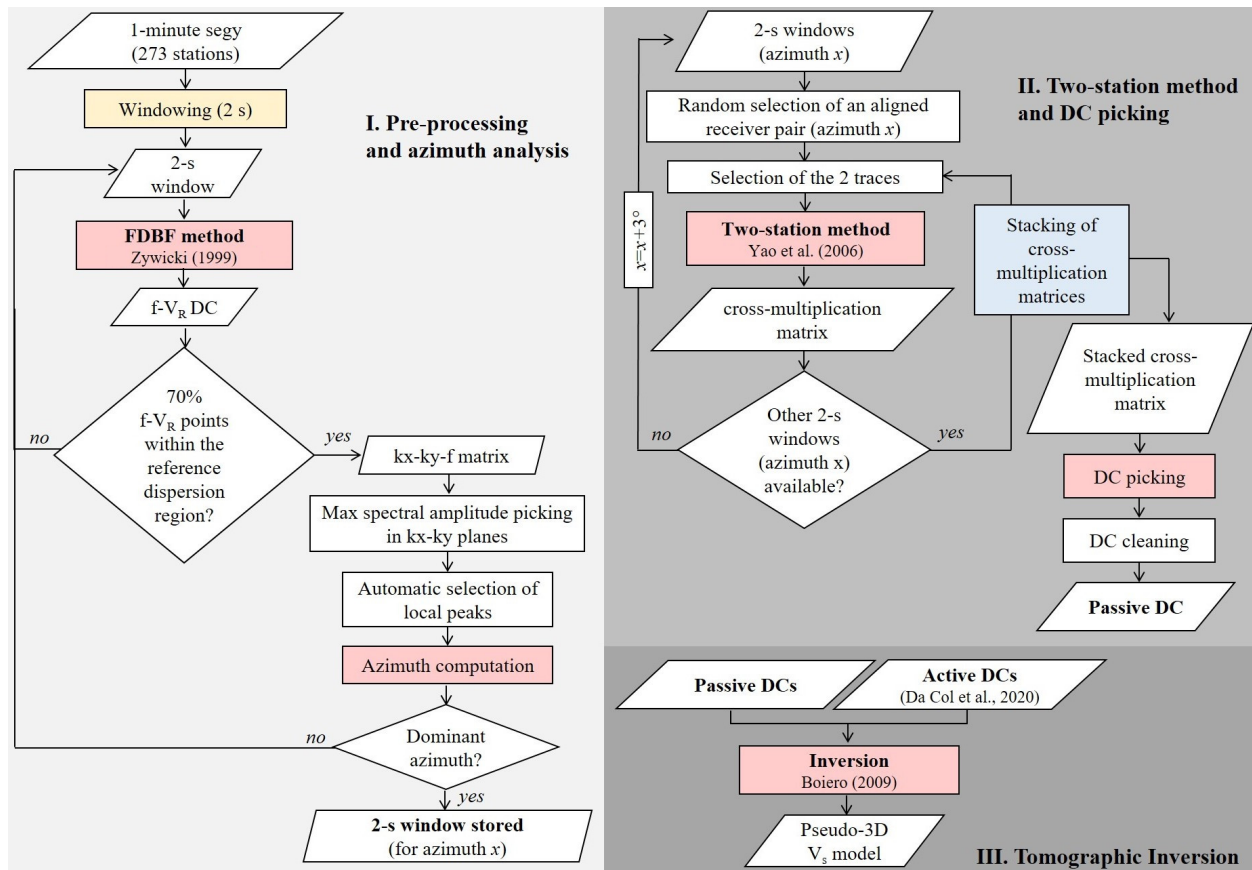 1-minute segy
(273 stations)
Windowing (2 s)
I. Pre-processing
and azimuth analysis
2-s
window
FDBF method
Zywicki (1999)
f-VR DC
70%
f-VR points
within the
reference
dispersion
region?
no
yes
kx-ky-f matrix
Max spectral amplitude picking
in kx-ky planes
Automatic selection of
local peaks
Azimuth computation
no
Dominant
azimuth?
yes
2-s window stored
(for azimuth x)
2-s windows
(azimuth x)
II. Two-station method
and DC picking
Random selection of an aligned
receiver pair (azimuth x)
Selection of the 2 traces
x=x+3°
Two-station method
Yao et al. (2006)
Stacking of
cross-
multiplication
matrices
cross-multiplication
matrix
Other 2-s
windows
(azimuth x)
available?
no
yes
Stacked cross-
multiplication
matrix
DC picking
DC cleaning
Passive DC
Passive DCs
Active DCs
(Da Col et al., 2020)
Inversion
Boiero (2009)
Pseudo-3D
Vs model
III. Tomographic Inversion